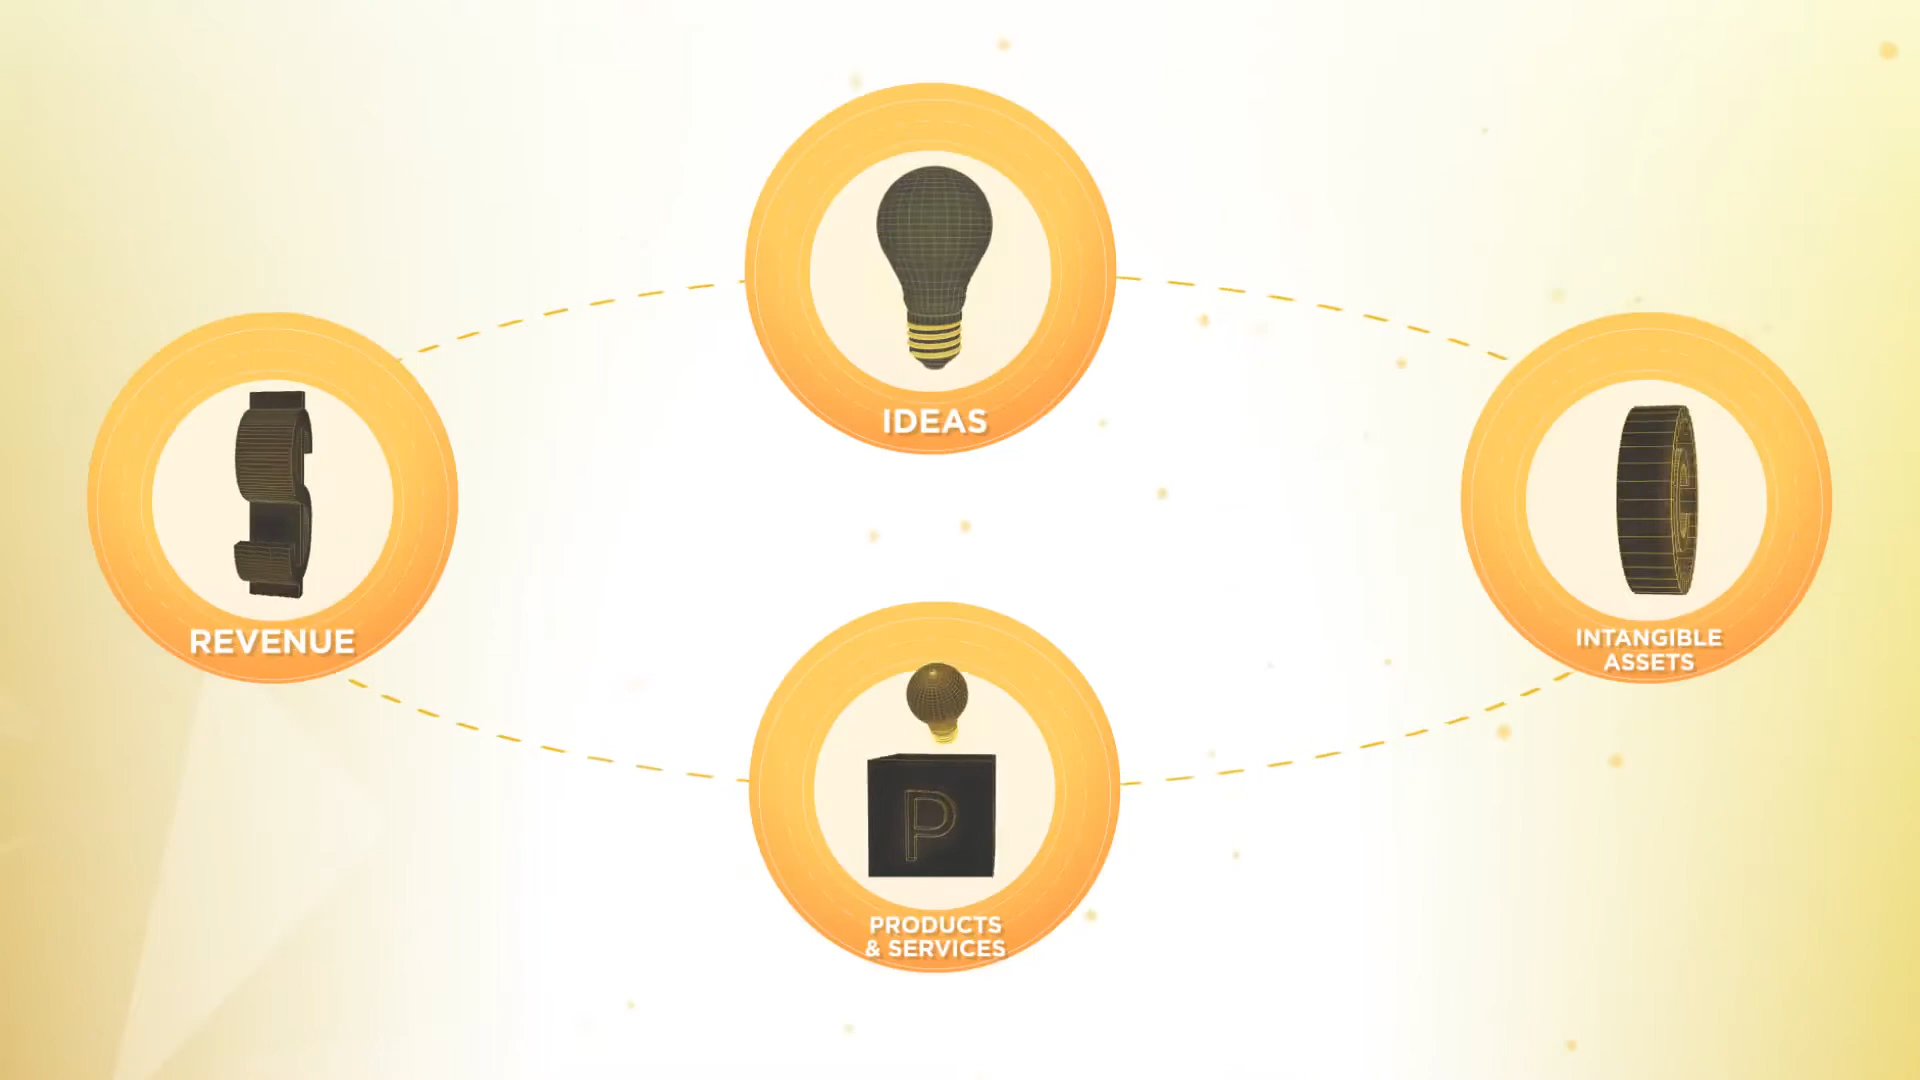 IDEAS
REVENUE
INTANGIBLE
ASSETS
P
PRODUCTS
& SERVICES